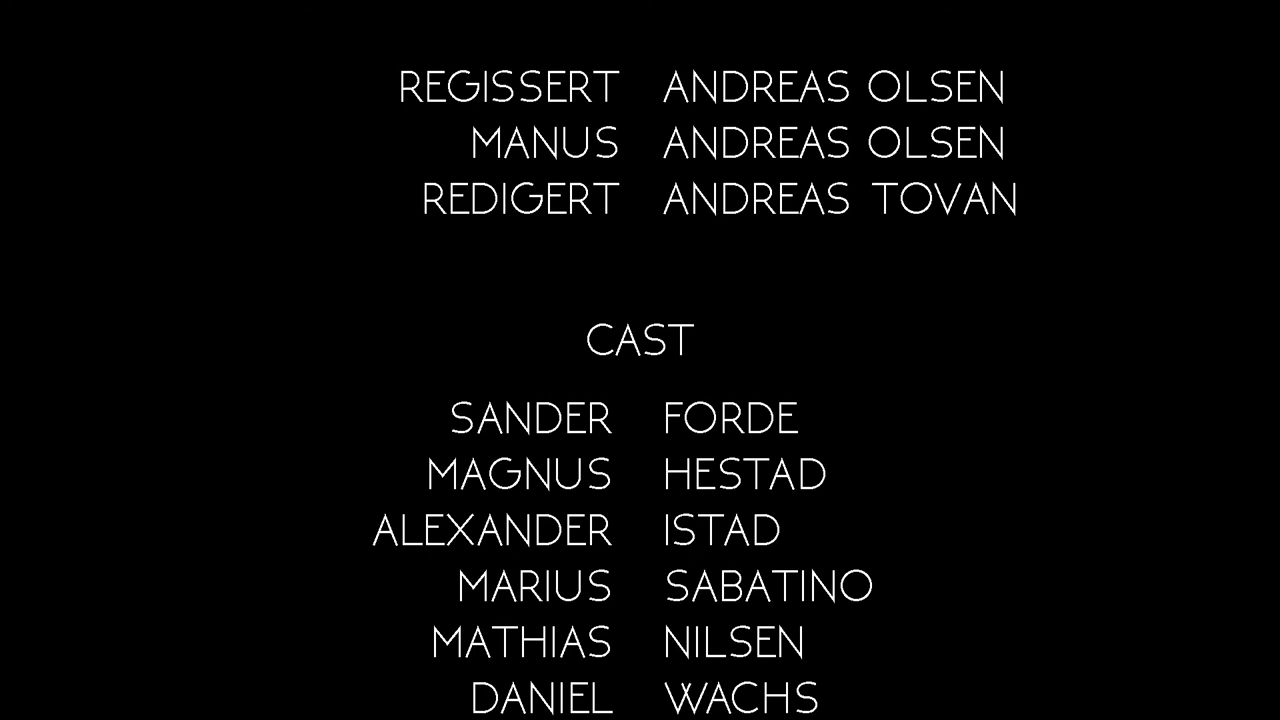 REGISSERT ANDREAS OLSEN
MANUS ANDREAS OLSEN
REDIGERT ANDREAS TOVAN
CAST
SANDER FORDE
MAGNUS HESTAD
ALEXANDER ISTAD
MARIUS SABATINO
MATHIAS NILSEN
DANIEL WACHS